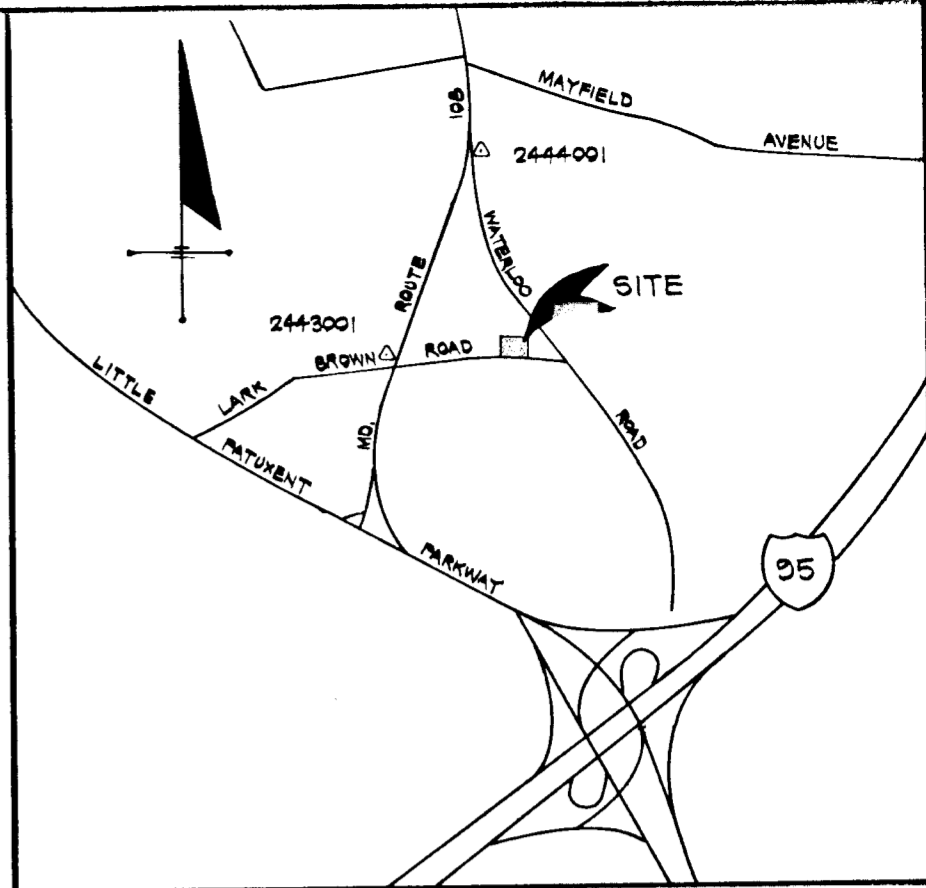 MAYFIELD AVENUE
108
2444001
WATERLOO
SITE
ROUTE
2443001
LARK BROWN ROAD
LITTLE PATUXENT PARKWAY
MD.
ROAD
95